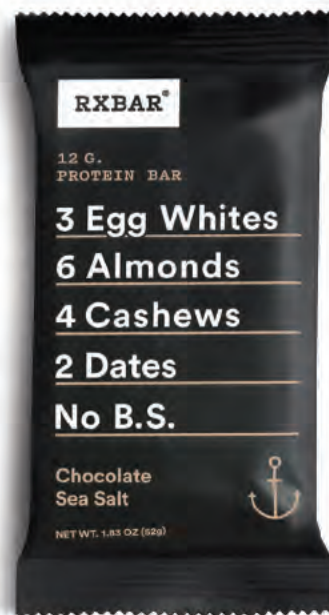 RXBAR®
12 G.
PROTEIN BAR
3 Egg Whites
6 Almonds
4 Cashews
2 Dates
No B.S.
Chocolate
Sea Salt
NET WT. 1.83 OZ (52g)